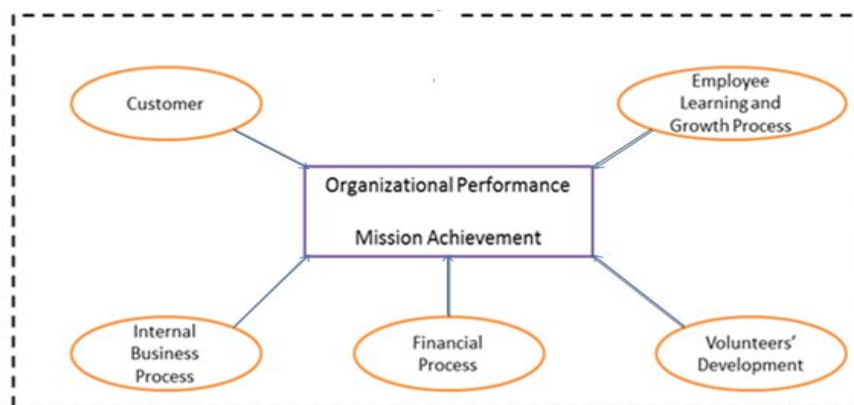 Customer
Employee
Learning and
Growth Process
Organizational Performance
Mission Achievement
Internal
Business
Process
Financial
Process
Volunteers'
Development